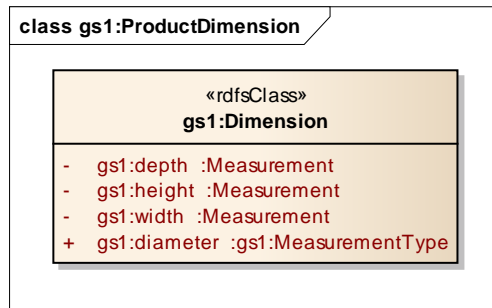 class gs1:ProductDimension
«rdfsClass»
gs1:Dimension
- gs1:depth :Measurement
- gs1:height :Measurement
- gs1:width :Measurement
+ gs1:diameter :gs1:MeasurementType